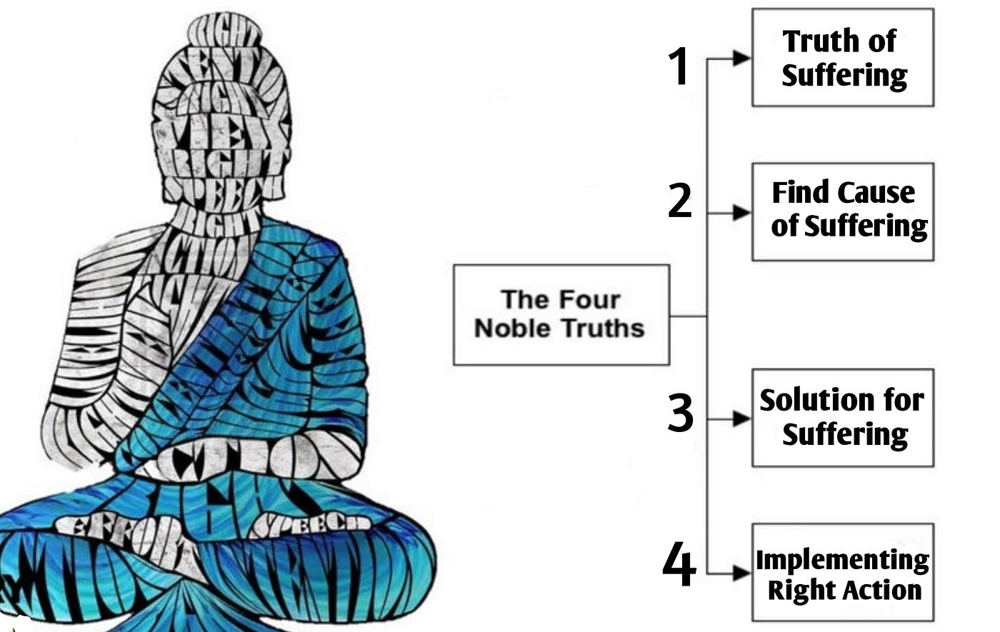 RIGHT
RIGHT
VIEW
RIGHT
SPEECH
RIGHT
ACTION
RIGHT
EFFORT
SPEECH
1
Truth of
Suffering
2
Find Cause
of Suffering
The Four
Noble Truths
3
Solution for
Suffering
4
Implementing
Right Action